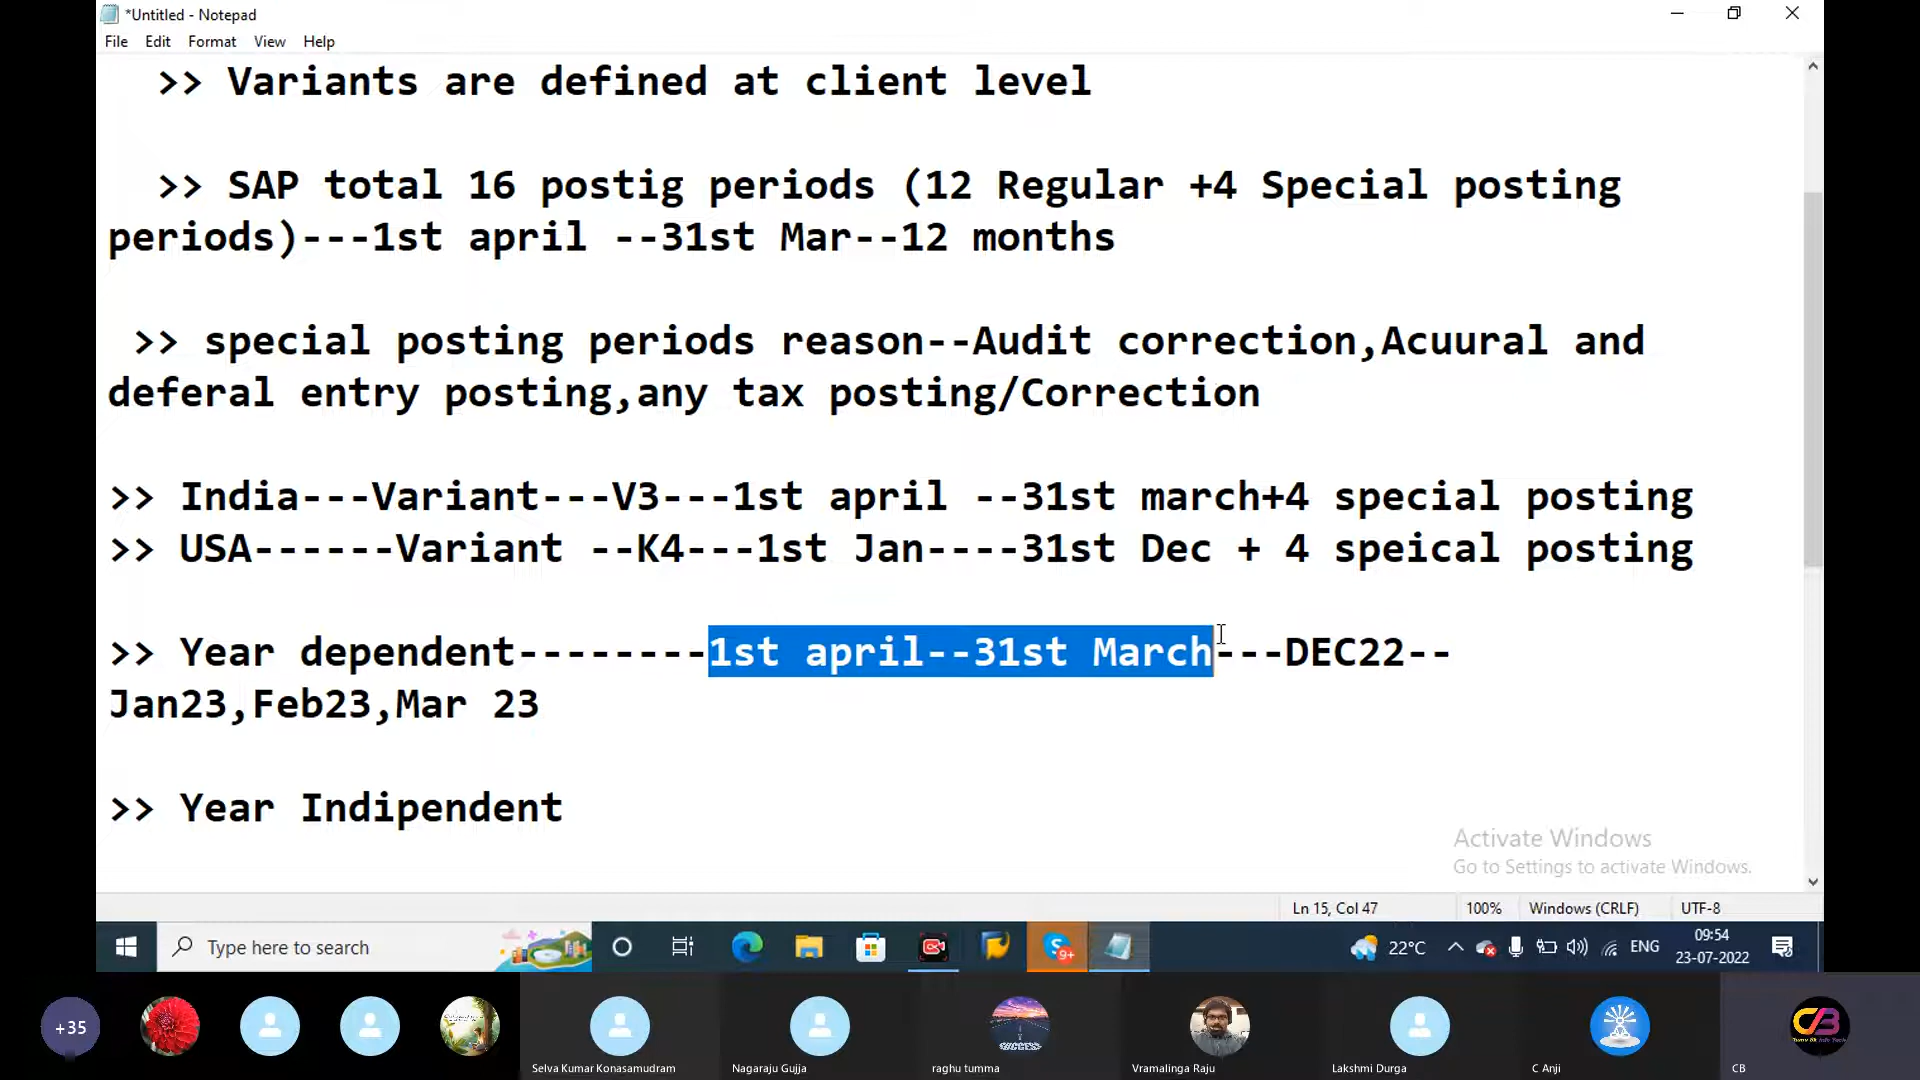 *Untitled - Notepad
File Edit Format View Help
>> Variants are defined at client level
>> SAP total 16 postig periods (12 Regular +4 Special posting
periods)---1st april --31st Mar--12 months
>> special posting periods reason--Audit correction,Acuural and
deferal entry posting,any tax posting/Correction
>> India---Variant---V3---1st april --31st march+4 special posting
>> USA------Variant --K4---1st Jan----31st Dec + 4 speical posting
>> Year dependent--------1st april--31st March---DEC22--
Jan23,Feb23,Mar 23
>> Year Indipendent
Activate Windows
Go to Settings to activate Windows.
Ln 15, Col 47 100% Windows (CRLF) UTF-8
Type here to search 9+ 22°C ENG 09:54
23-07-2022
+35
Selva Kumar Konasamudram Nagaraju Gujja raghu tumma Vramalinga Raju Lakshmi Durga C Anji CB